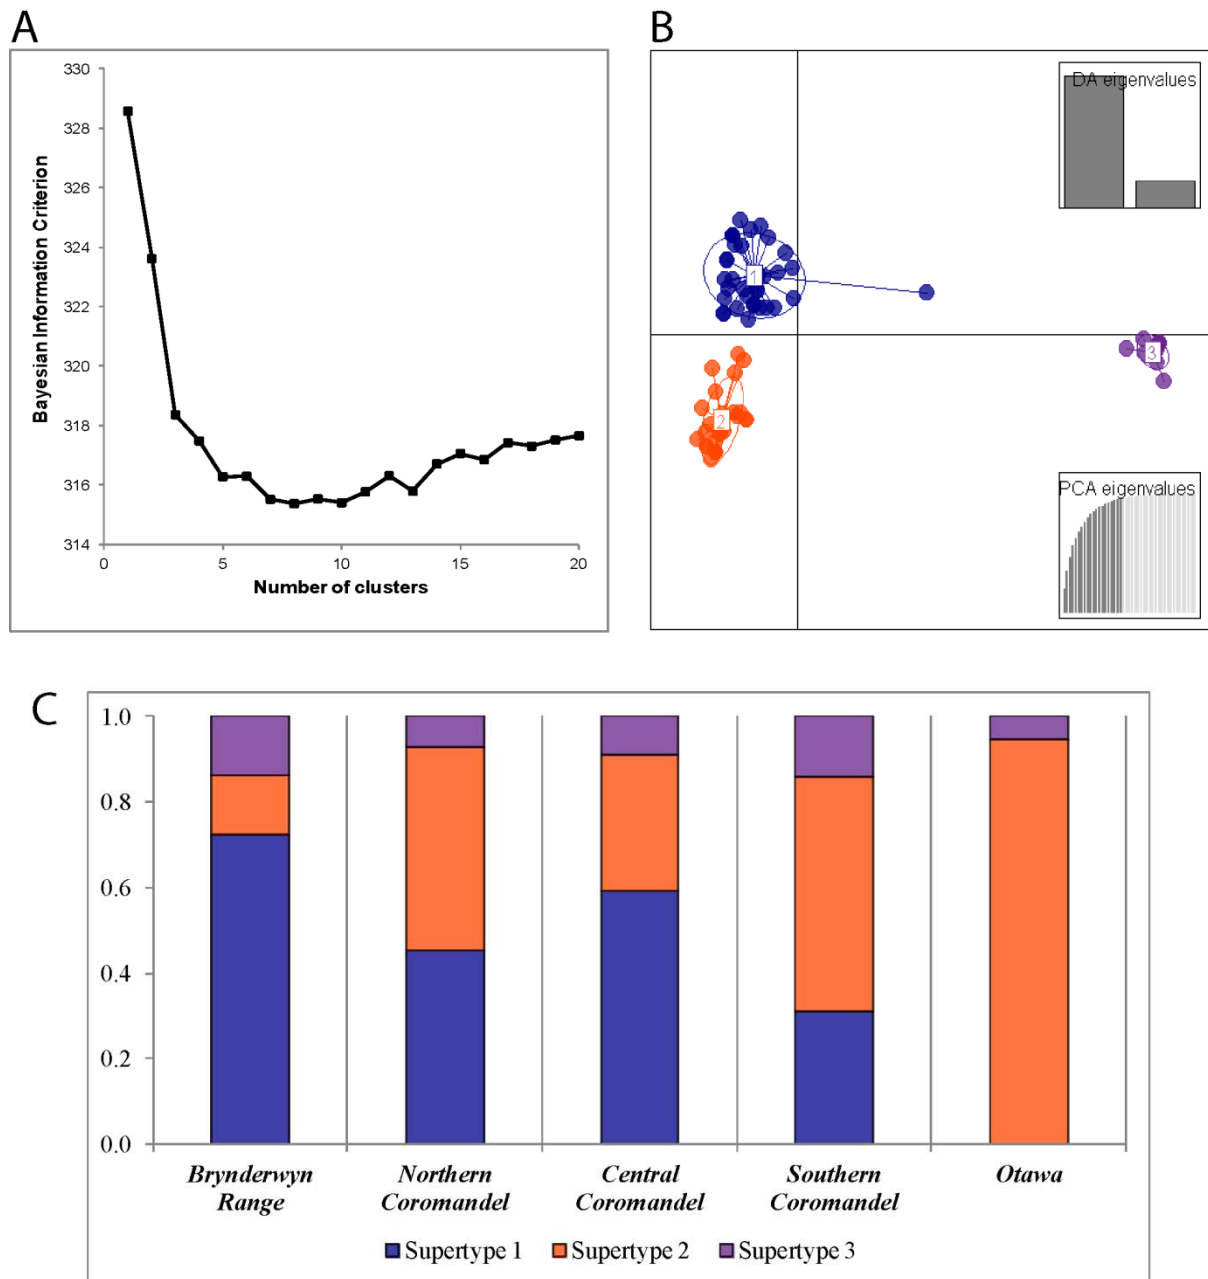 A
330
328
326
324
322
320
318
316
314
0
5
10
15
20
Bayesian Information Criterion
Number of clusters
B
DA eigenvalues
1
2
3
PCA eigenvalues
C
1.0
0.8
0.6
0.4
0.2
0.0
Brynderwyn
Range
Northern
Coromandel
Central
Coromandel
Southern
Coromandel
Otawa
Supertype 1
Supertype 2
Supertype 3